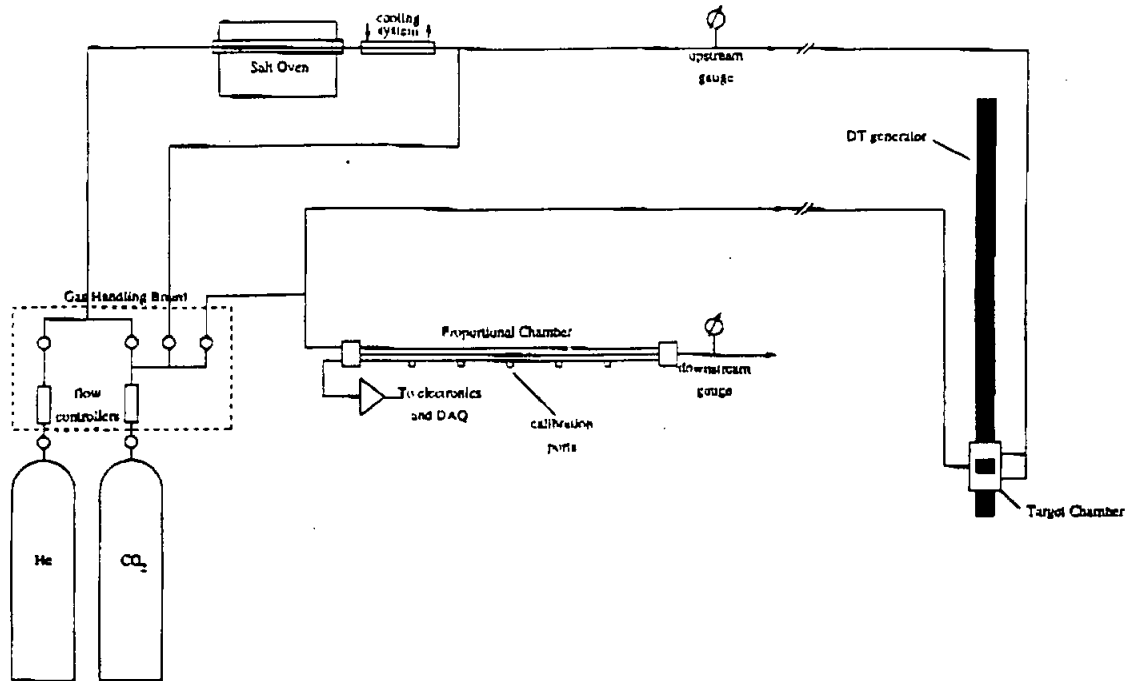 cooling
system
Salt Oven
upstream
gauge
DT generator
Gas Handling Board
Proportional Chamber
downstream
gauge
flow
controllers
To electronics
and DAQ
calibration
ports
Target Chamber
He
CO2